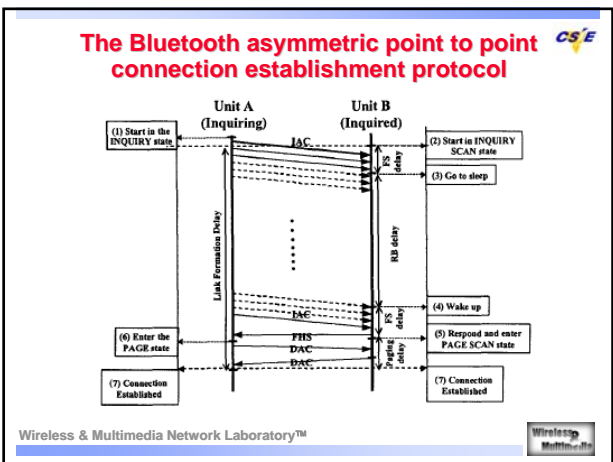 The Bluetooth asymmetric point to point
connection establishment protocol
CSIE
Unit A
(Inquiring)
Unit B
(Inquired)
(1) Start in the
INQUIRY state
IAC
(2) Start in INQUIRY
SCAN state
FS
delay
(3) Go to sleep
Link Formation Delay
RB delay
(4) Wake up
IAC
FS
delay
(6) Enter the
PAGE state
FHS
(5) Respond and enter
PAGE SCAN state
DAC
DAC
Paging
delay
(7) Connection
Established
(7) Connection
Established
Wireless & Multimedia Network Laboratory™
Wireless
Multimedia